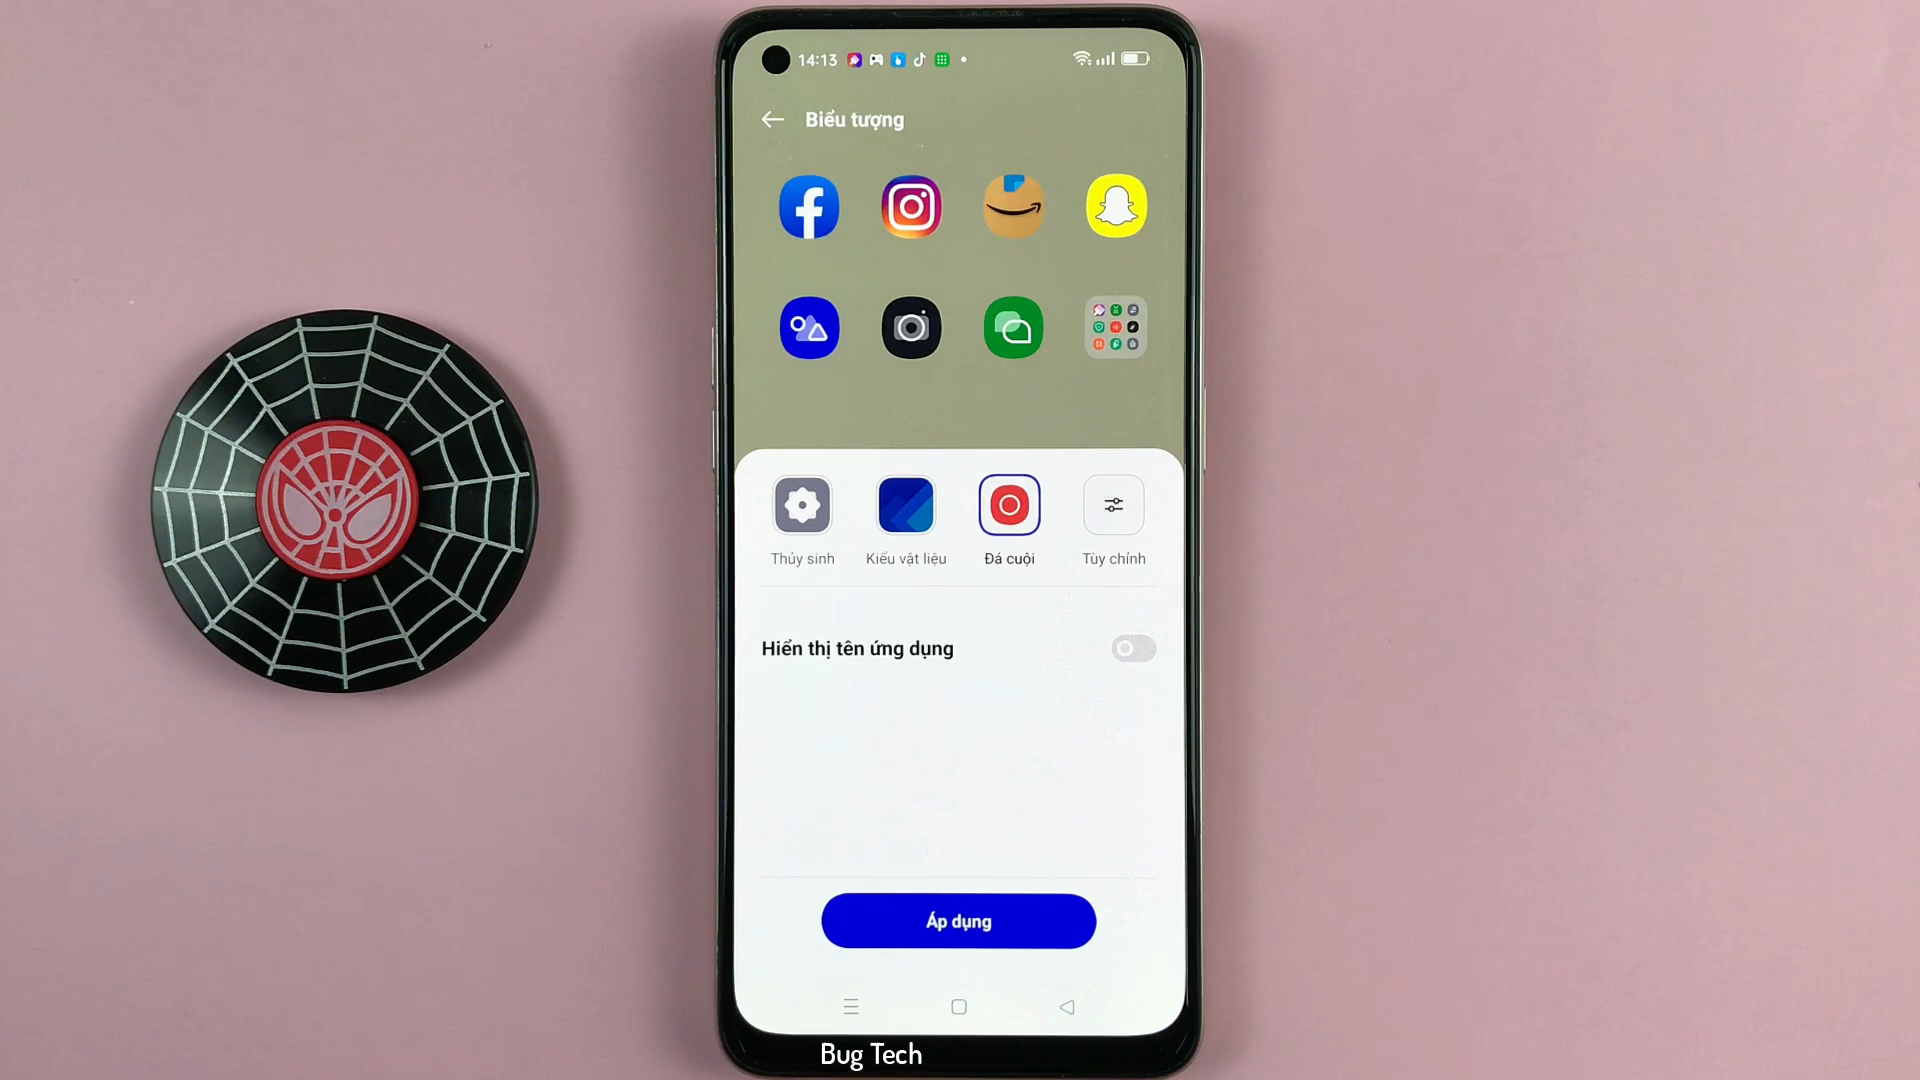 14:13
Biểu tượng
Thủy sinh
Kiểu vật liệu
Đá cuội
Tùy chỉnh
Hiển thị tên ứng dụng
Áp dụng
Bug Tech